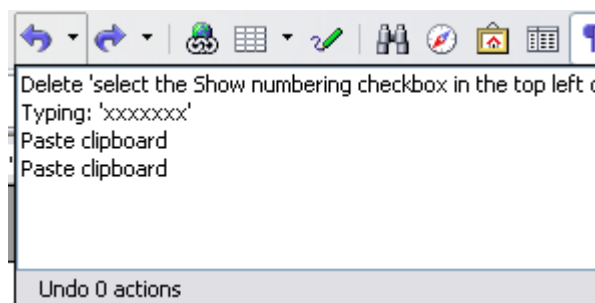 Delete 'select the Show numbering checkbox in the top left
Typing: 'xxxxxxx'
Paste clipboard
Paste clipboard
Undo 0 actions